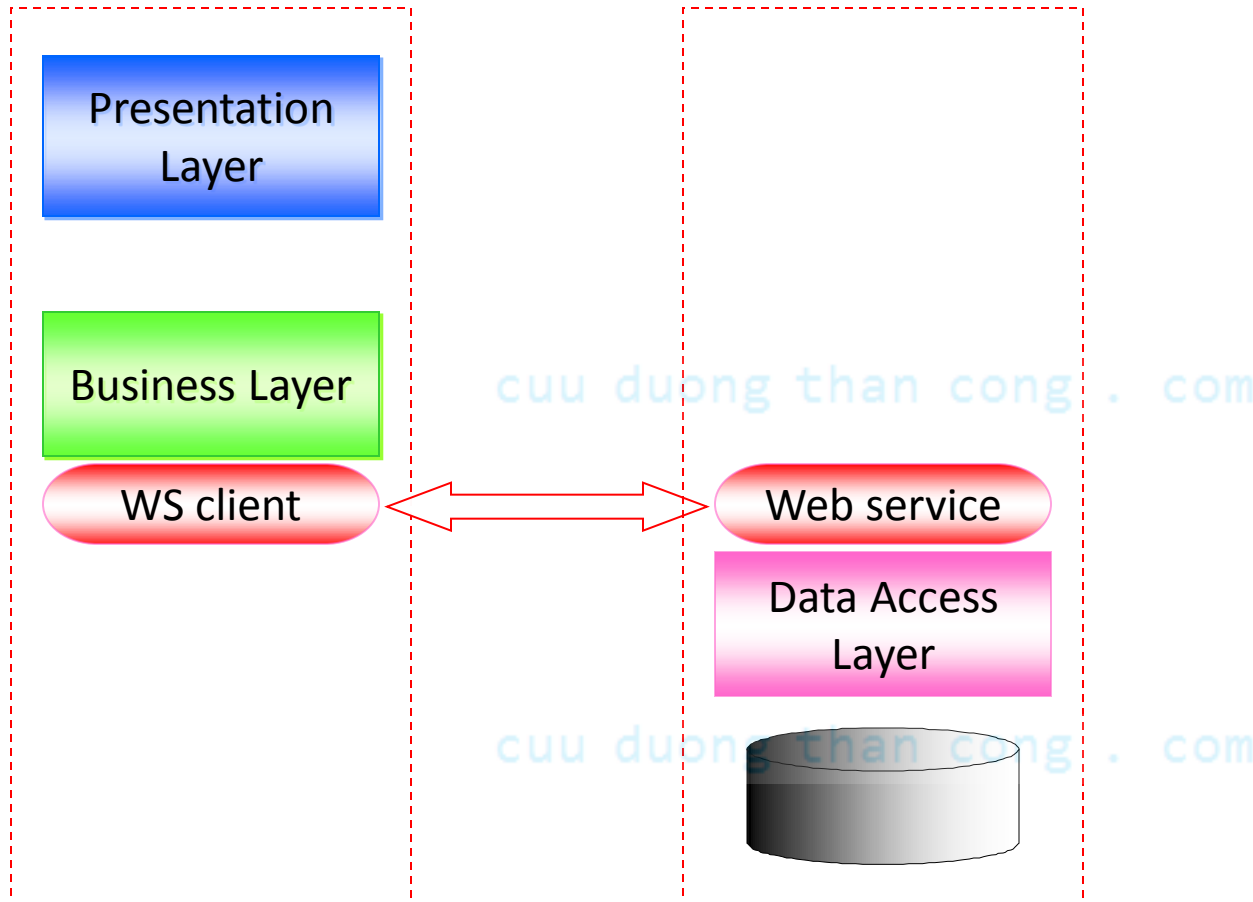 Presentation
Layer
Business Layer
cuu duong than cong . com
WS client
Web service
Data Access
Layer
cuu duong than cong . com